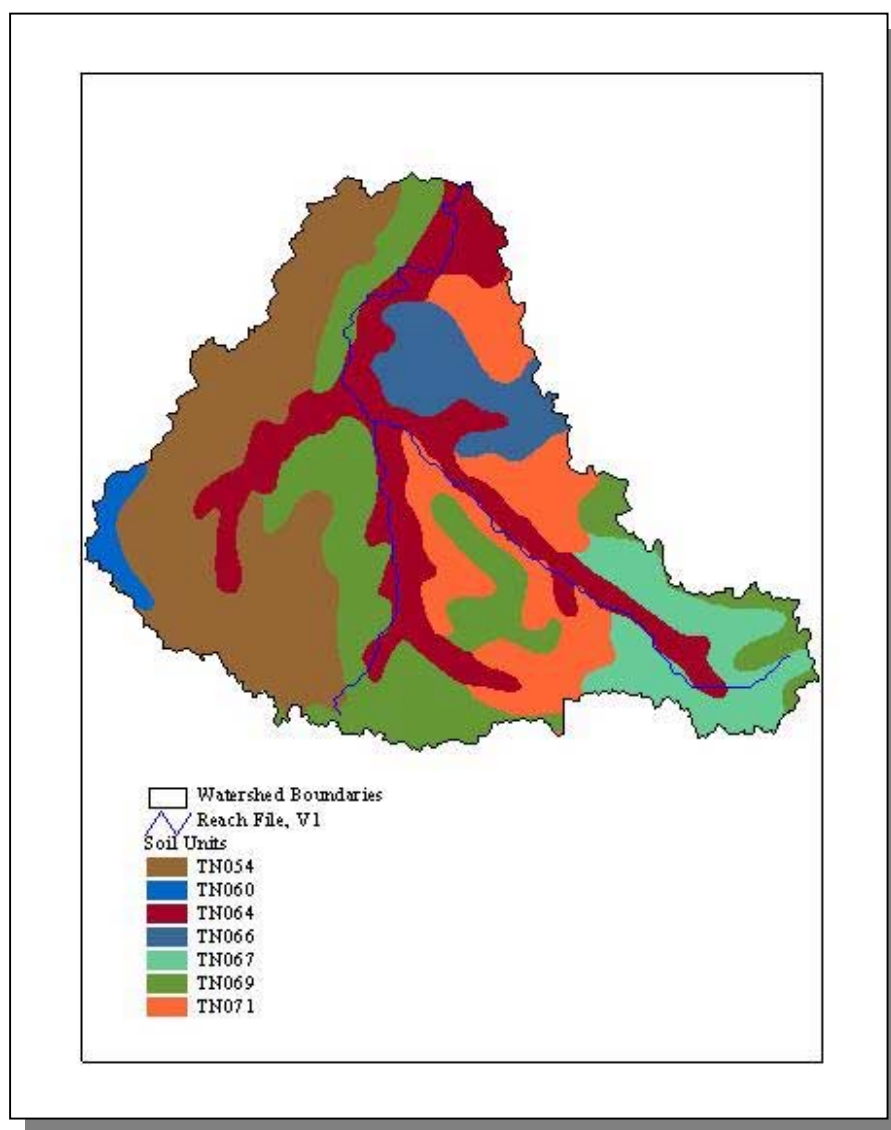 Watershed Boundaries
Reach File, V1
Soil Units
TN054
TN060
TN064
TN066
TN067
TN069
TN071